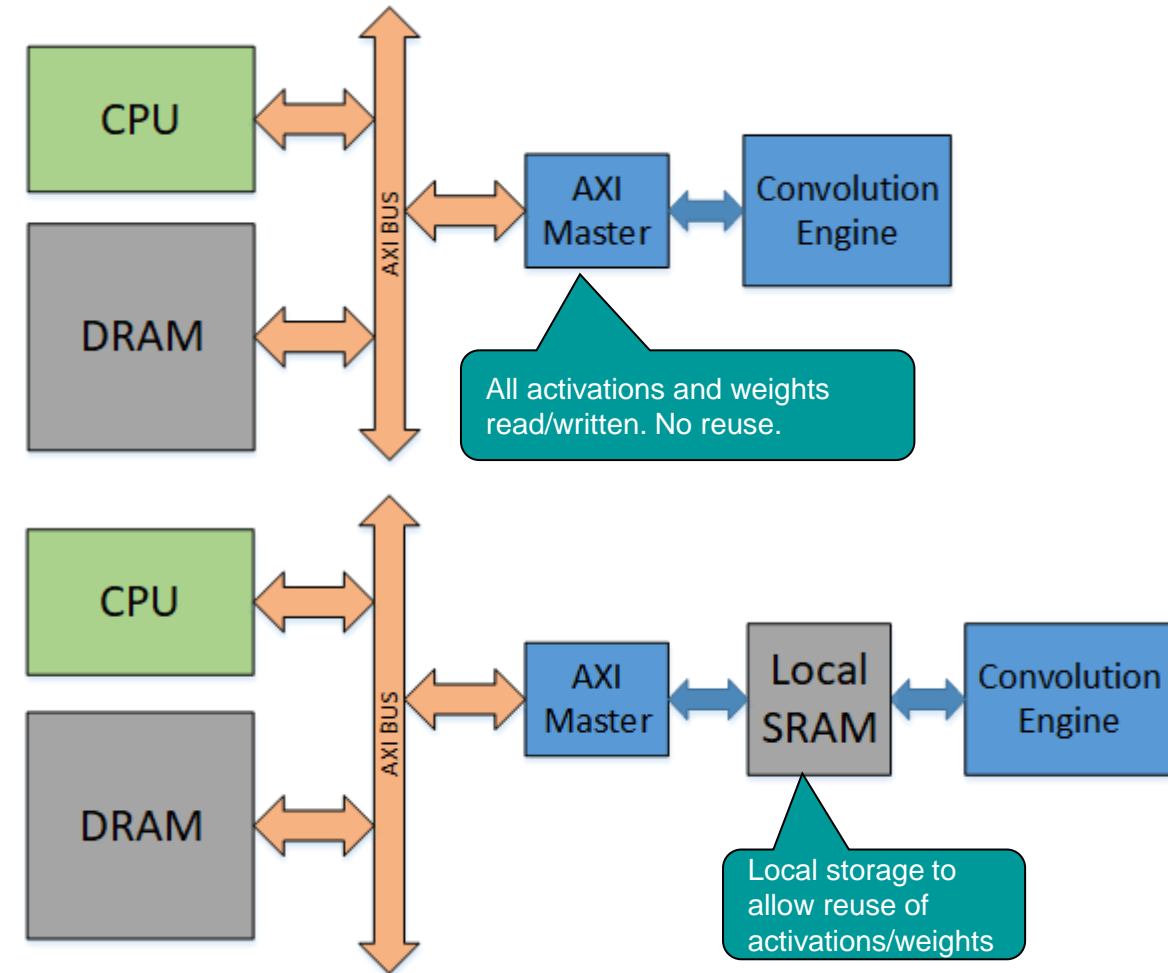 CPU
DRAM
AXI BUS
AXI
Master
Convolution
Engine
All activations and weights
read/written. No reuse.
CPU
DRAM
AXI BUS
AXI
Master
Local
SRAM
Convolution
Engine
Local storage to
allow reuse of
activations/weights